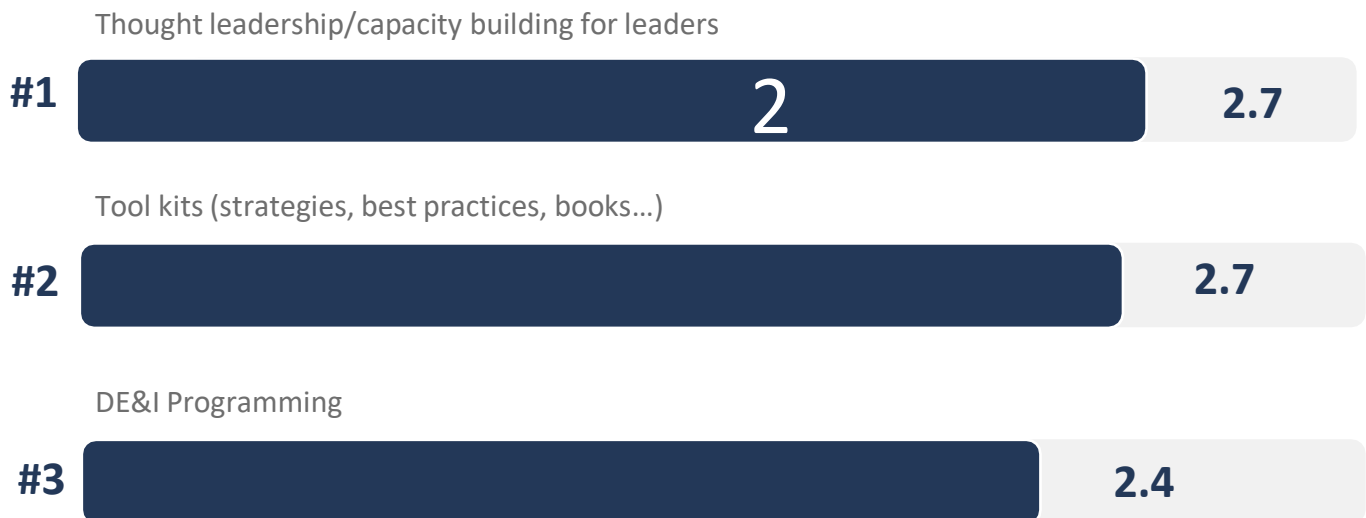 Thought leadership/capacity building for leaders
#1 2 2.7
Tool kits (strategies, best practices, books…)
#2 2.7
DE&I Programming
#3 2.4